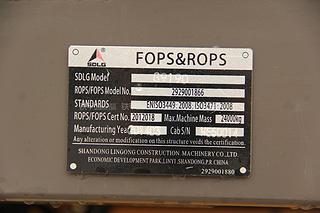 SDLG FOPS&ROPS
SDLG Model
ROPS/FOPS Model No. 2929001866
STANDARDS EN ISO3449:2008, ISO3471:2008
ROPS/FOPS Cert No. 2012018 Max.Machine Mass 24000kg
Manufacturing Year Cab S/N
Any alteration or modification on this structure voids the certification.
SHANDONG LINGONG CONSTRUCTION MACHINERY CO.,LTD.
ECONOMIC DEVELOPMENT PARK,LINYI,SHANDONG,P.R.CHINA
2929001880